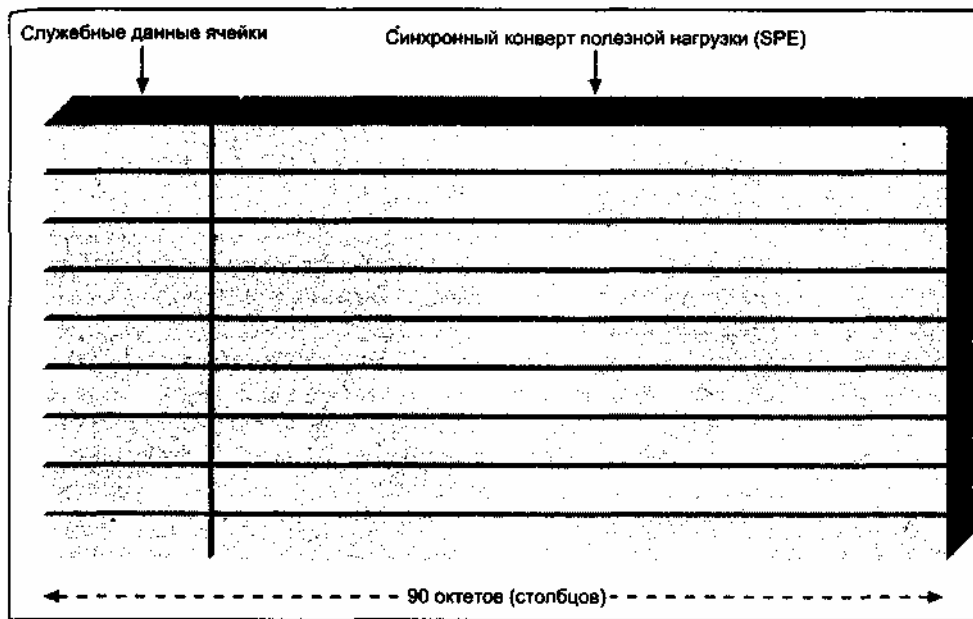 Служебные данные ячейки
Синхронный конверт полезной нагрузки (SPE)
90 октетов (столбцов)